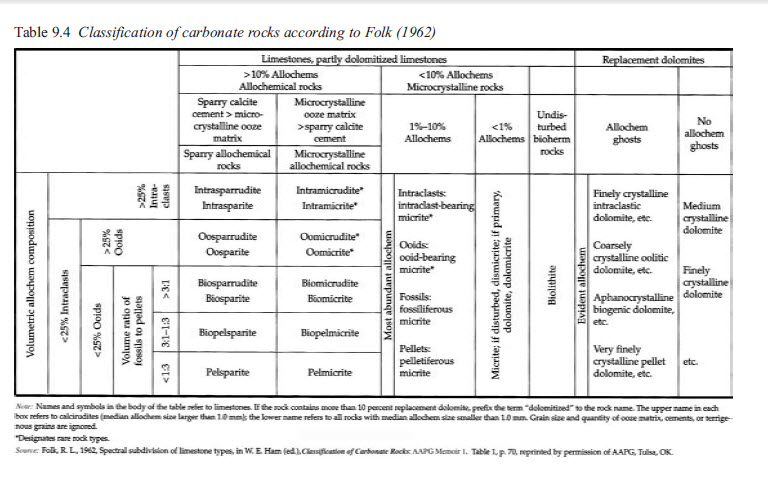 Table 9.4 Classification of carbonate rocks according to Folk (1962)
Limestones, partly dolomitized limestones
Replacement dolomites
>10% Allochems
Allochemical rocks
<10% Allochems
Microcrystalline rocks
Sparry calcite
cement > micro-
crystalline ooze
matrix
Microcrystalline
ooze matrix
>sparry calcite
cement
1%–10%
Allochems
<1%
Allochems
Undis-
turbed
bioherm
rocks
Allochem
ghosts
No
allochem
ghosts
Sparry allochemical
rocks
Microcrystalline
allochemical rocks
Volumetric allochem composition
>25%
Intra-
clasts
<25% Intraclasts
>25%
Ooids
<25% Ooids
Volume ratio of
fossils to pellets
>3:1
3:1–1:3
<1:3
Intrasparrudite
Intrasparite
Intramicrudite*
Intramicrite*
Oosparrudite
Oosparite
Oomicrudite*
Oomicrite*
Biosparrudite
Biosparite
Biomicrudite
Biomicrite
Biopelsparite
Biopelmicrite
Pelsparite
Pelmicrite
Most abundant allochem
Intraclasts:
intraclast-bearing
micrite*
Ooids:
ooid-bearing
micrite*
Fossils:
fossiliferous
micrite
Pellets:
pelletiferous
micrite
Micrite; if disturbed, dismicrite; if primary,
dolomite, dolomicrite
Biolithite
Evident allochem
Finely crystalline
intraclastic
dolomite, etc.
Coarsely
crystalline oolitic
dolomite, etc.
Aphanocrystalline
biogenic dolomite,
etc.
Very finely
crystalline pellet
dolomite, etc.
Medium
crystalline
dolomite
Finely
crystalline
dolomite
etc.
Note: Names and symbols in the body of the table refer to limestones. If the rock contains more than 10 percent replacement dolomite, prefix the term "dolomitized" to the rock name. The upper name in each
box refers to calcirudites (median allochem size larger than 1.0 mm); the lower name refers to all rocks with median allochem size smaller than 1.0 mm. Grain size and quantity of ooze matrix, cements, or terrige-
nous grains are ignored.
*Designates rare rock types.
Source: Folk, R. L., 1962, Spectral subdivision of limestone types, in W. E. Ham (ed.), Classification of Carbonate Rocks: AAPG Memoir 1. Table 1, p. 70, reprinted by permission of AAPG, Tulsa, OK.